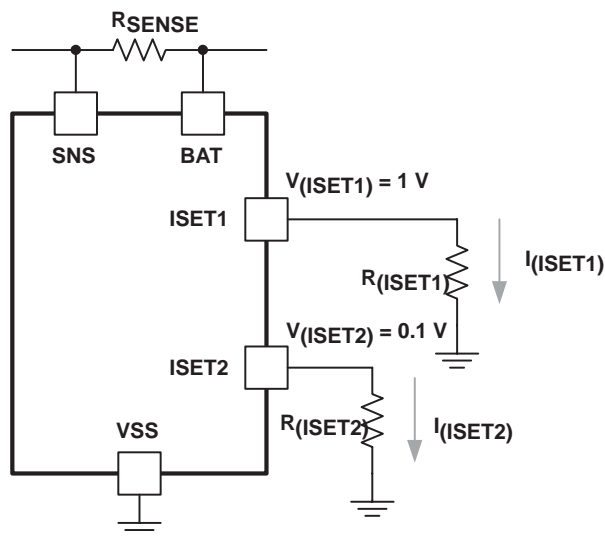 RSENSE
SNS
BAT
V(ISET1) = 1 V
ISET1
R(ISET1)
I(ISET1)
V(ISET2) = 0.1 V
ISET2
R(ISET2)
I(ISET2)
VSS